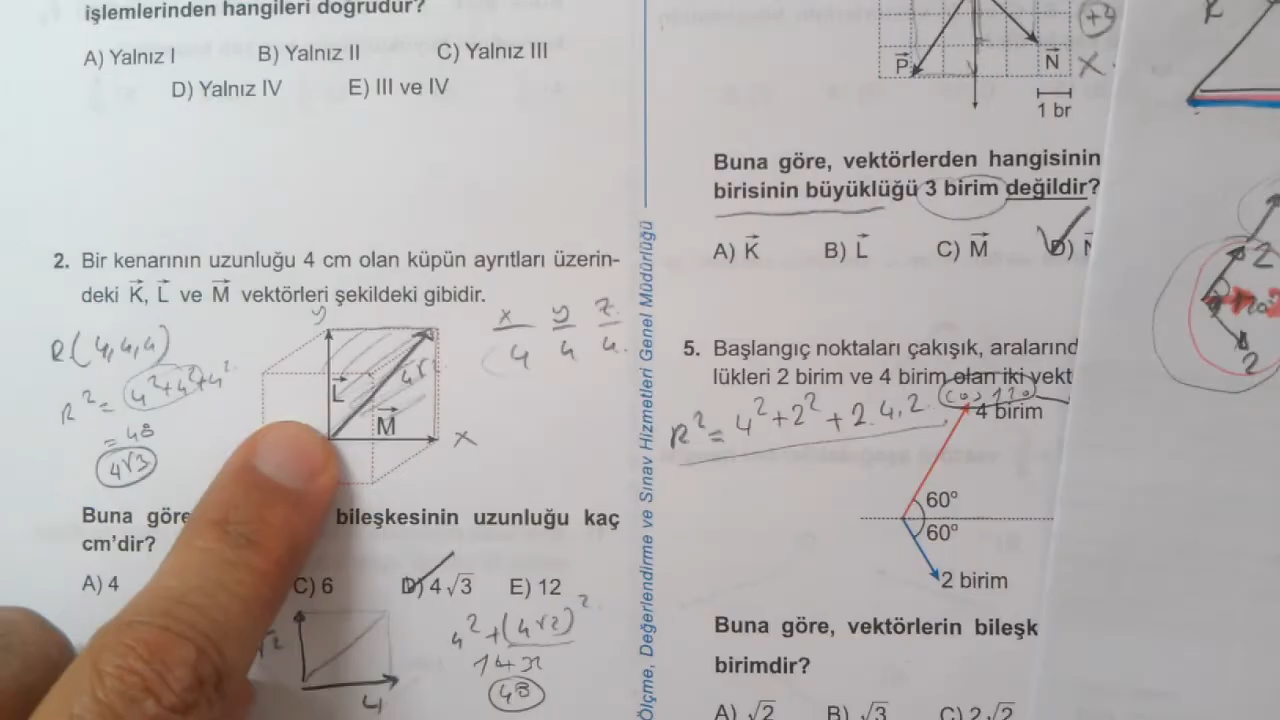 işlemlerinden hangileri doğrudur?
A) Yalnız I B) Yalnız II C) Yalnız III
D) Yalnız IV E) III ve IV
2. Bir kenarının uzunluğu 4 cm olan küpün ayrıtları üzerin-
deki K, L ve M vektörleri şekildeki gibidir.
R(4,4,4)
R² = 4²+4²+4²
= 48
4√3
y
x y z
4 4 4
L
M
x
4√2
Buna göre bileşkesinin uzunluğu kaç
cm'dir?
A) 4 C) 6 D) 4√3 E) 12
4
4² + (4√2)²
48
Ölçme, Değerlendirme ve Sınav Hizmetleri Genel Müdürlüğü
P N X
1 br
Buna göre, vektörlerden hangisinin
birisinin büyüklüğü 3 birim değildir?
A) K B) L C) M D) N
5. Başlangıç noktaları çakışık, aralarınd
lükleri 2 birim ve 4 birim olan iki vekt
R² = 4² + 2² + 2.4.2. cos120
4 birim
60°
60°
2 birim
Buna göre, vektörlerin bileşk
birimdir?
A) √2 B) √3 C) 2√2
2
120°
2